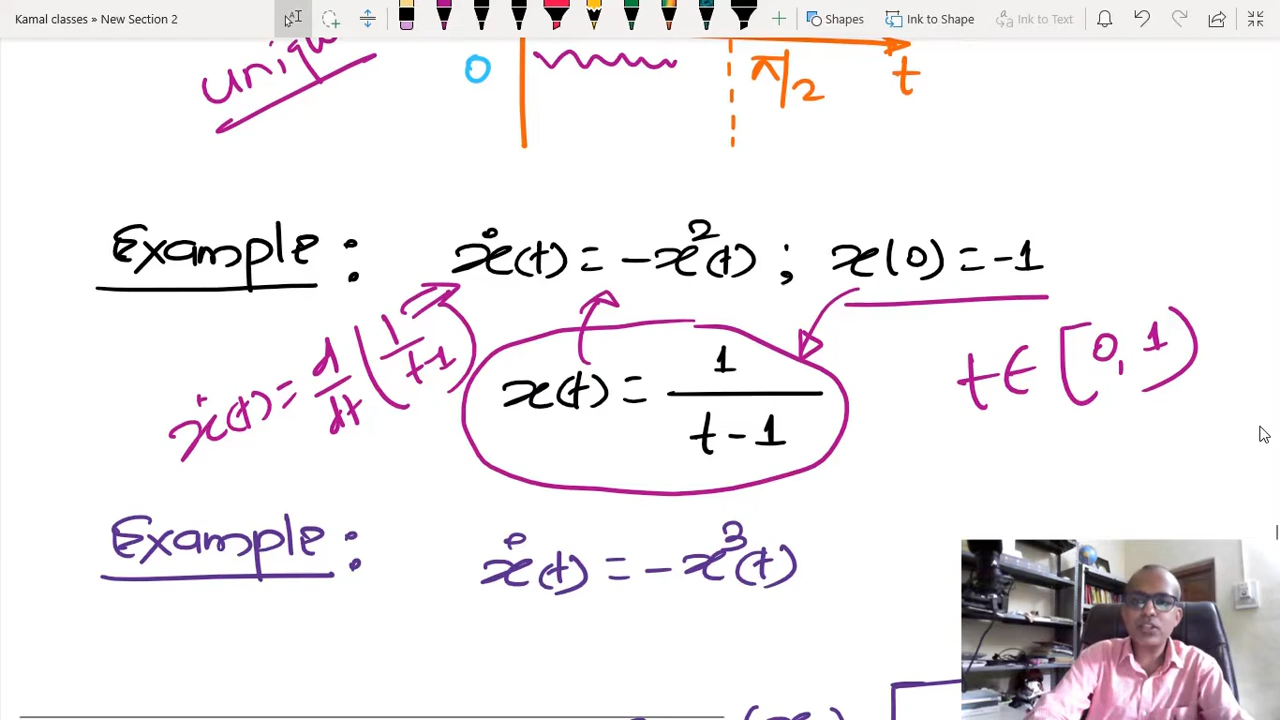 Kamal classes » New Section 2
Shapes
Ink to Shape
Ink to Text
unique
0
π/2
t
Example : ẋ(t) = -x²(t) ; x(0) = -1
ẋ(t) = d/dt (1/t-1)
x(t) = 1/t-1
t ∈ [0, 1)
Example : ẋ(t) = -x³(t)